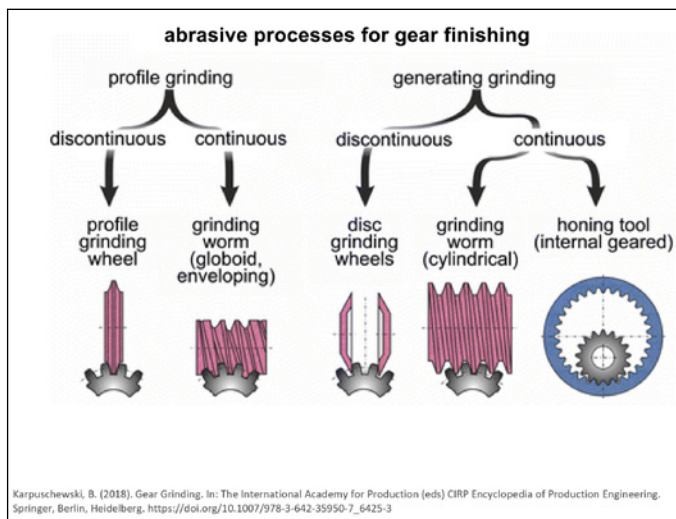 abrasive processes for gear finishing
profile grinding
generating grinding
discontinuous
continuous
discontinuous
continuous
profile
grinding
wheel
grinding
worm
(globoid,
enveloping)
disc
grinding
wheels
grinding
worm
(cylindrical)
honing tool
(internal geared)
Karpuschewski, B. (2018). Gear Grinding. In: The International Academy for Production (eds) CIRP Encyclopedia of Production Engineering.
Springer, Berlin, Heidelberg. https://doi.org/10.1007/978-3-642-35950-7_6425-3